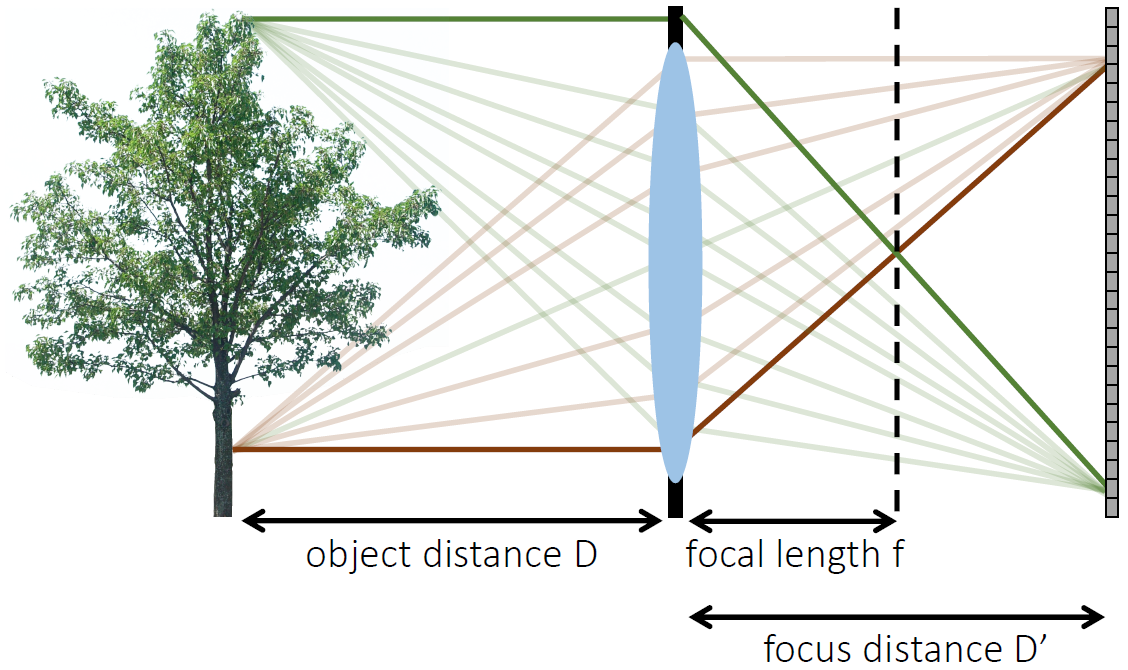 object distance D
focal length f
focus distance D’